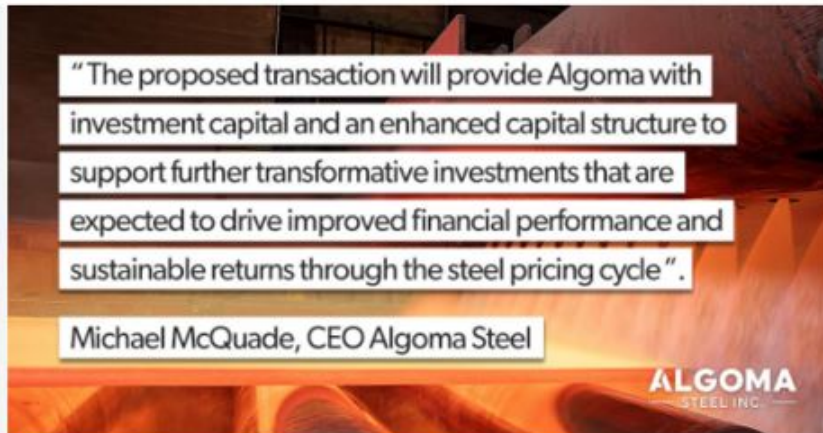 “The proposed transaction will provide Algoma with
investment capital and an enhanced capital structure to
support further transformative investments that are
expected to drive improved financial performance and
sustainable returns through the steel pricing cycle”.
Michael McQuade, CEO Algoma Steel
ALGOMA
STEEL INC.